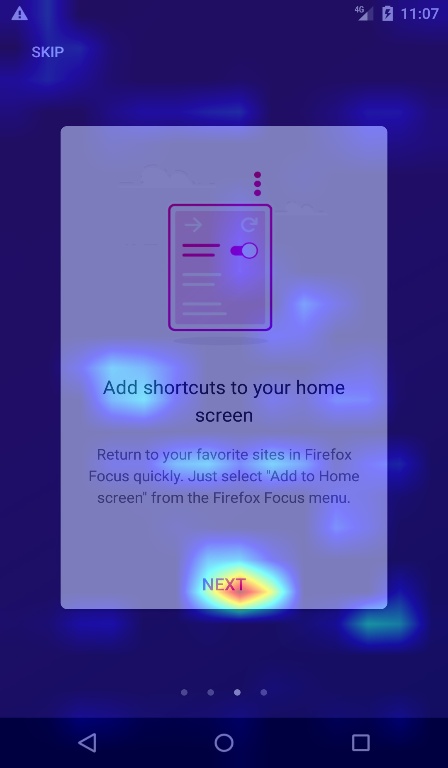 4G 11:07
SKIP
Add shortcuts to your home
screen
Return to your favorite sites in Firefox
Focus quickly. Just select "Add to Home
screen" from the Firefox Focus menu.
NEXT